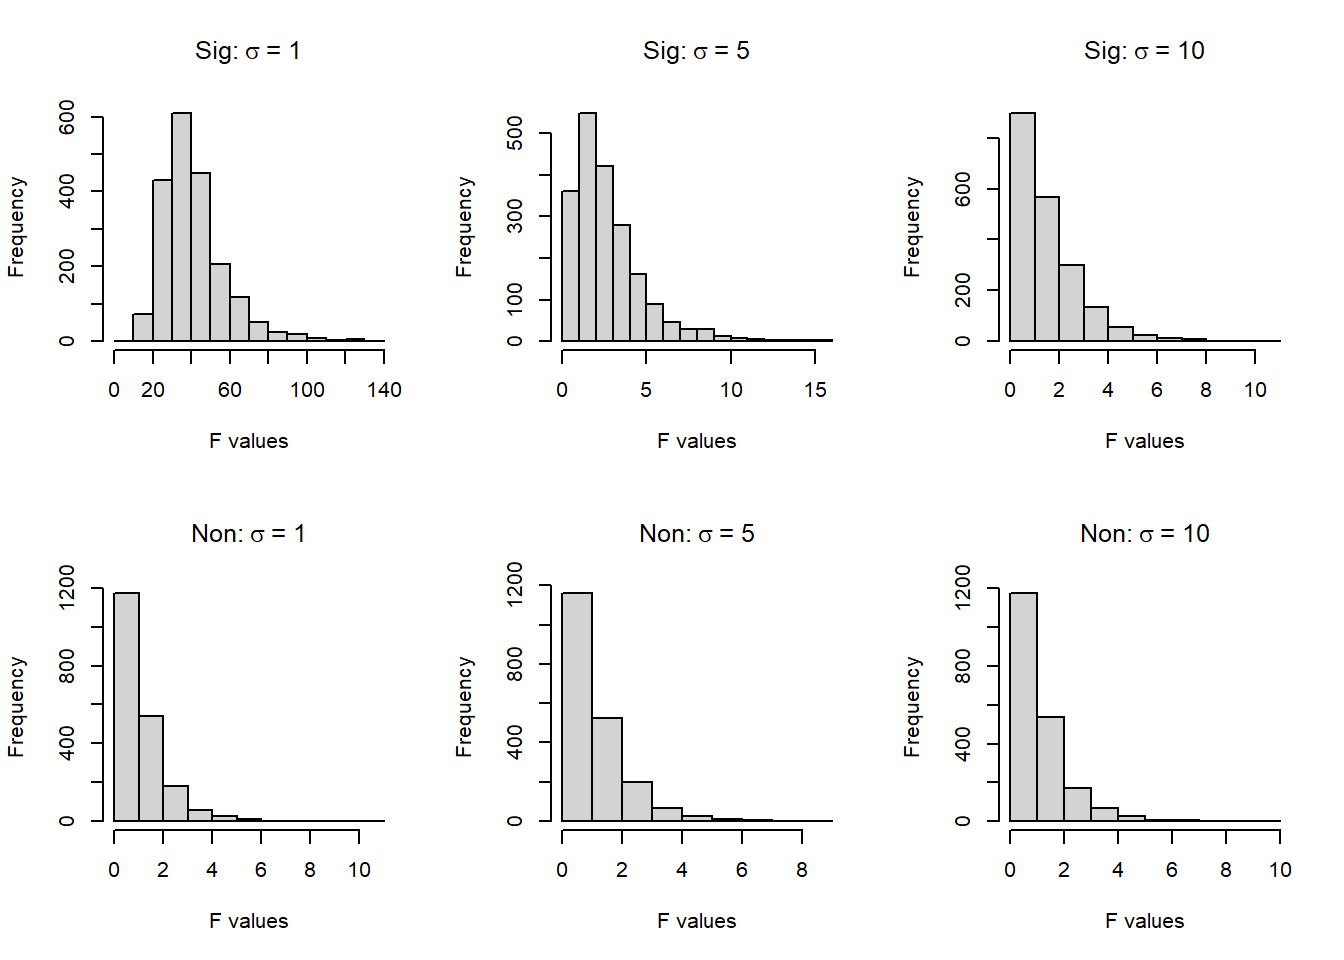 Sig: σ = 1
Frequency
0 200 400 600
0 20 60 100 140
F values
Sig: σ = 5
Frequency
0 100 300 500
0 5 10 15
F values
Sig: σ = 10
Frequency
0 200 600
0 2 4 6 8 10
F values
Non: σ = 1
Frequency
0 400 800 1200
0 2 4 6 8 10
F values
Non: σ = 5
Frequency
0 400 800 1200
0 2 4 6 8
F values
Non: σ = 10
Frequency
0 400 800 1200
0 2 4 6 8 10
F values